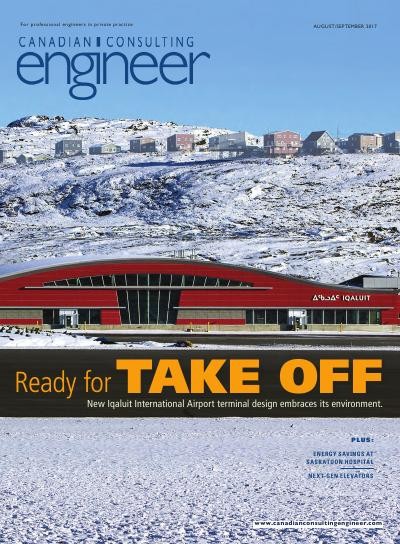 For professional engineers in private practice
AUGUST/SEPTEMBER 2017
CANADIAN CONSULTING
engineer
ᐃᖃᓗᐃᑦ IQALUIT
Ready for TAKE OFF
New Iqaluit International Airport terminal design embraces its environment.
PLUS:
ENERGY SAVINGS AT
SASKATOON HOSPITAL
NEXT-GEN ELEVATORS
www.canadianconsultingengineer.com